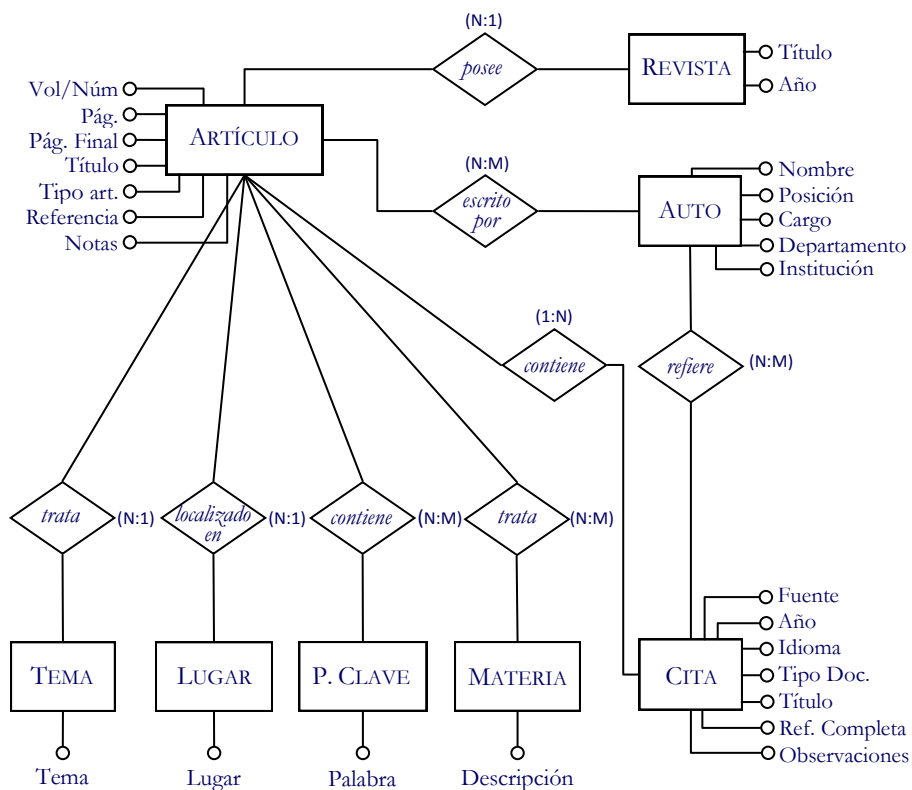 (N:1)
posee
REVISTA
Título
Año
Vol/Núm
Pág.
Pág. Final
Título
Tipo art.
Referencia
Notas
ARTÍCULO
(N:M)
escrito
por
AUTO
Nombre
Posición
Cargo
Departamento
Institución
(1:N)
contiene
refiere
(N:M)
trata
(N:1)
localizado
en
(N:1)
contiene
(N:M)
trata
(N:M)
TEMA
LUGAR
P. CLAVE
MATERIA
CITA
Fuente
Año
Idioma
Tipo Doc.
Título
Ref. Completa
Observaciones
Tema
Lugar
Palabra
Descripción